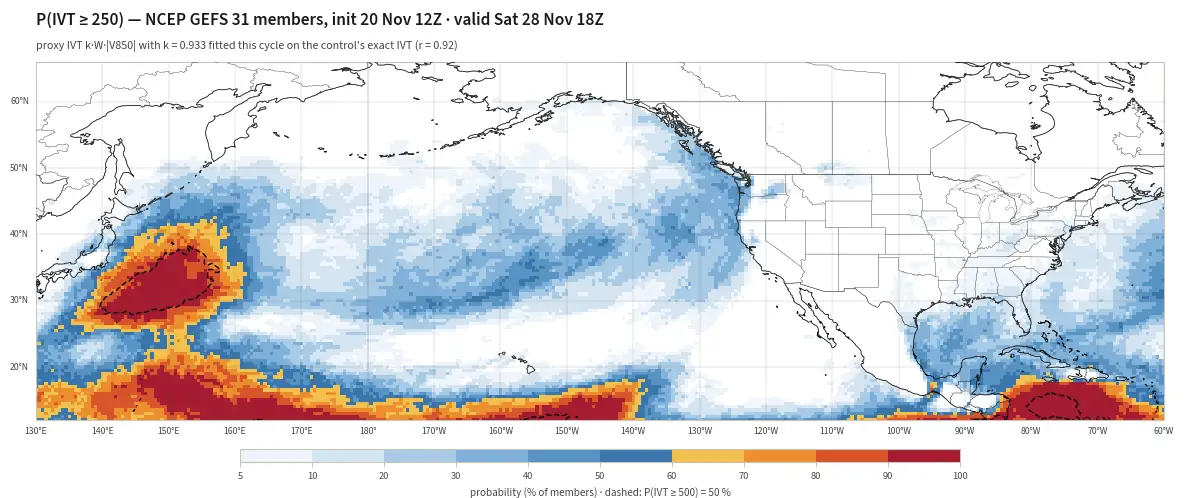 P(IVT ≥ 250) — NCEP GEFS 31 members, init 20 Nov 12Z · valid Sat 28 Nov 18Z
proxy IVT k·W·|V850| with k = 0.933 fitted this cycle on the control's exact IVT (r = 0.92)
60°N
50°N
40°N
30°N
20°N
130°E 140°E 150°E 160°E 170°E 180° 170°W 160°W 150°W 140°W 130°W 120°W 110°W 100°W 90°W 80°W 70°W 60°W
5 10 20 30 40 50 60 70 80 90 100
probability (% of members) · dashed: P(IVT ≥ 500) = 50 %